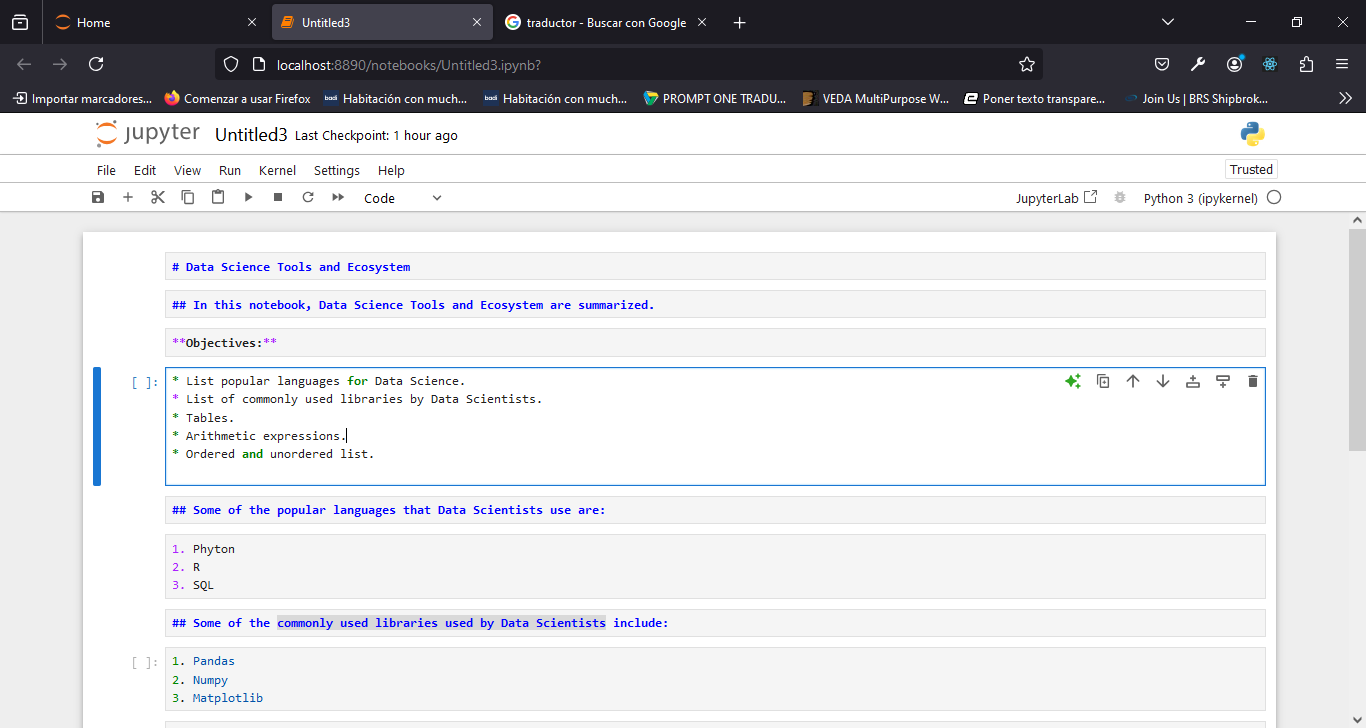 Home
Untitled3
traductor - Buscar con Google
localhost:8890/notebooks/Untitled3.ipynb?
Importar marcadores...
Comenzar a usar Firefox
badi
Habitación con much...
badi
Habitación con much...
PROMPT ONE TRADU...
VEDA MultiPurpose W...
Poner texto transpare...
Join Us | BRS Shipbrok...
jupyter
Untitled3 Last Checkpoint: 1 hour ago
File Edit View Run Kernel Settings Help
Trusted
Code
JupyterLab
Python 3 (ipykernel)
# Data Science Tools and Ecosystem
## In this notebook, Data Science Tools and Ecosystem are summarized.
**Objectives:**
[ ]:
* List popular languages for Data Science.
* List of commonly used libraries by Data Scientists.
* Tables.
* Arithmetic expressions.
* Ordered and unordered list.
## Some of the popular languages that Data Scientists use are:
1. Phyton
2. R
3. SQL
## Some of the commonly used libraries used by Data Scientists include:
[ ]:
1. Pandas
2. Numpy
3. Matplotlib